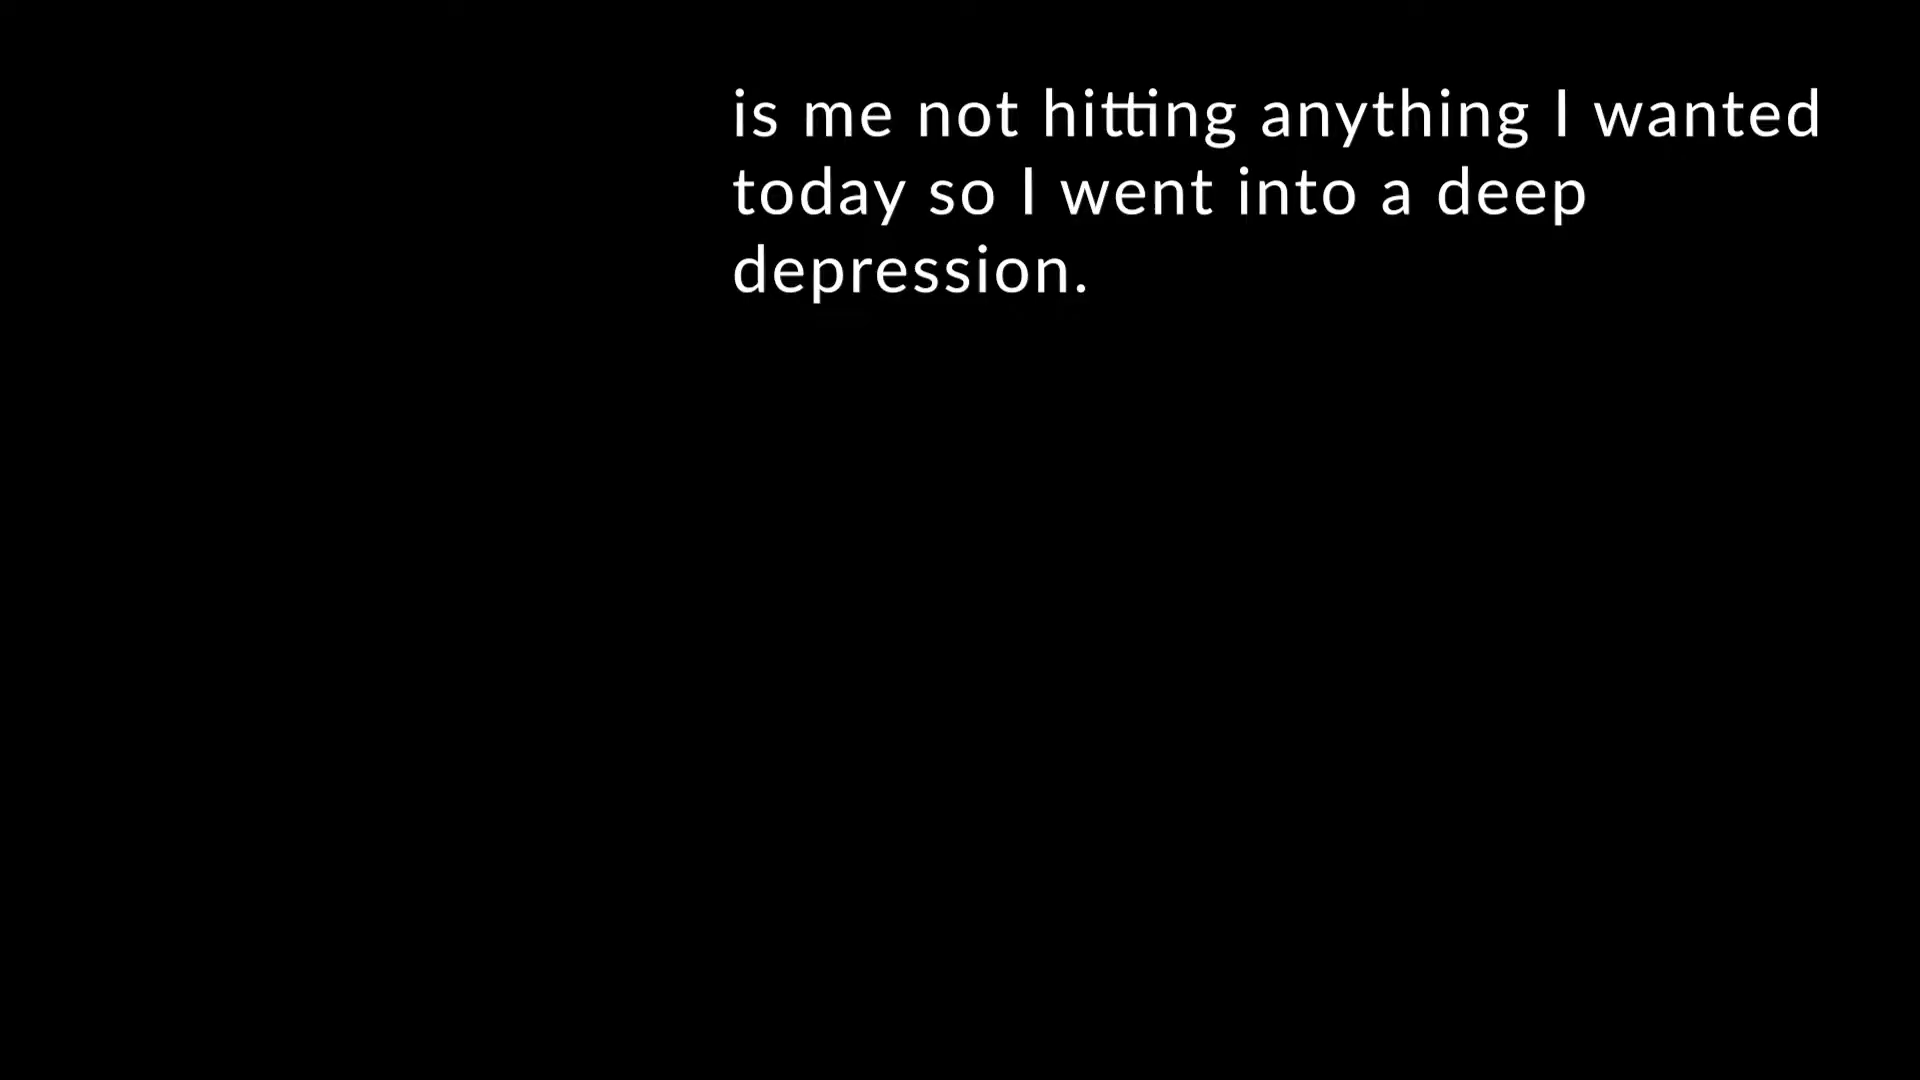 is me not hitting anything I wanted
today so I went into a deep
depression.